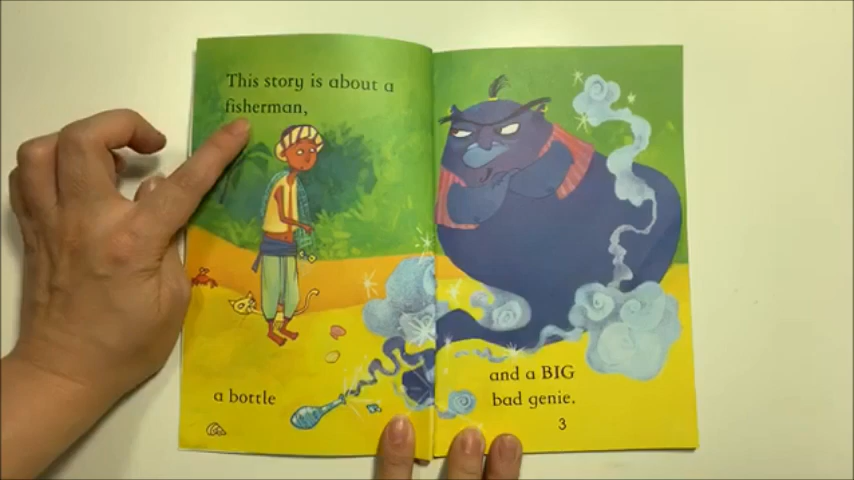 This story is about a
fisherman,
a bottle
and a BIG
bad genie.
3